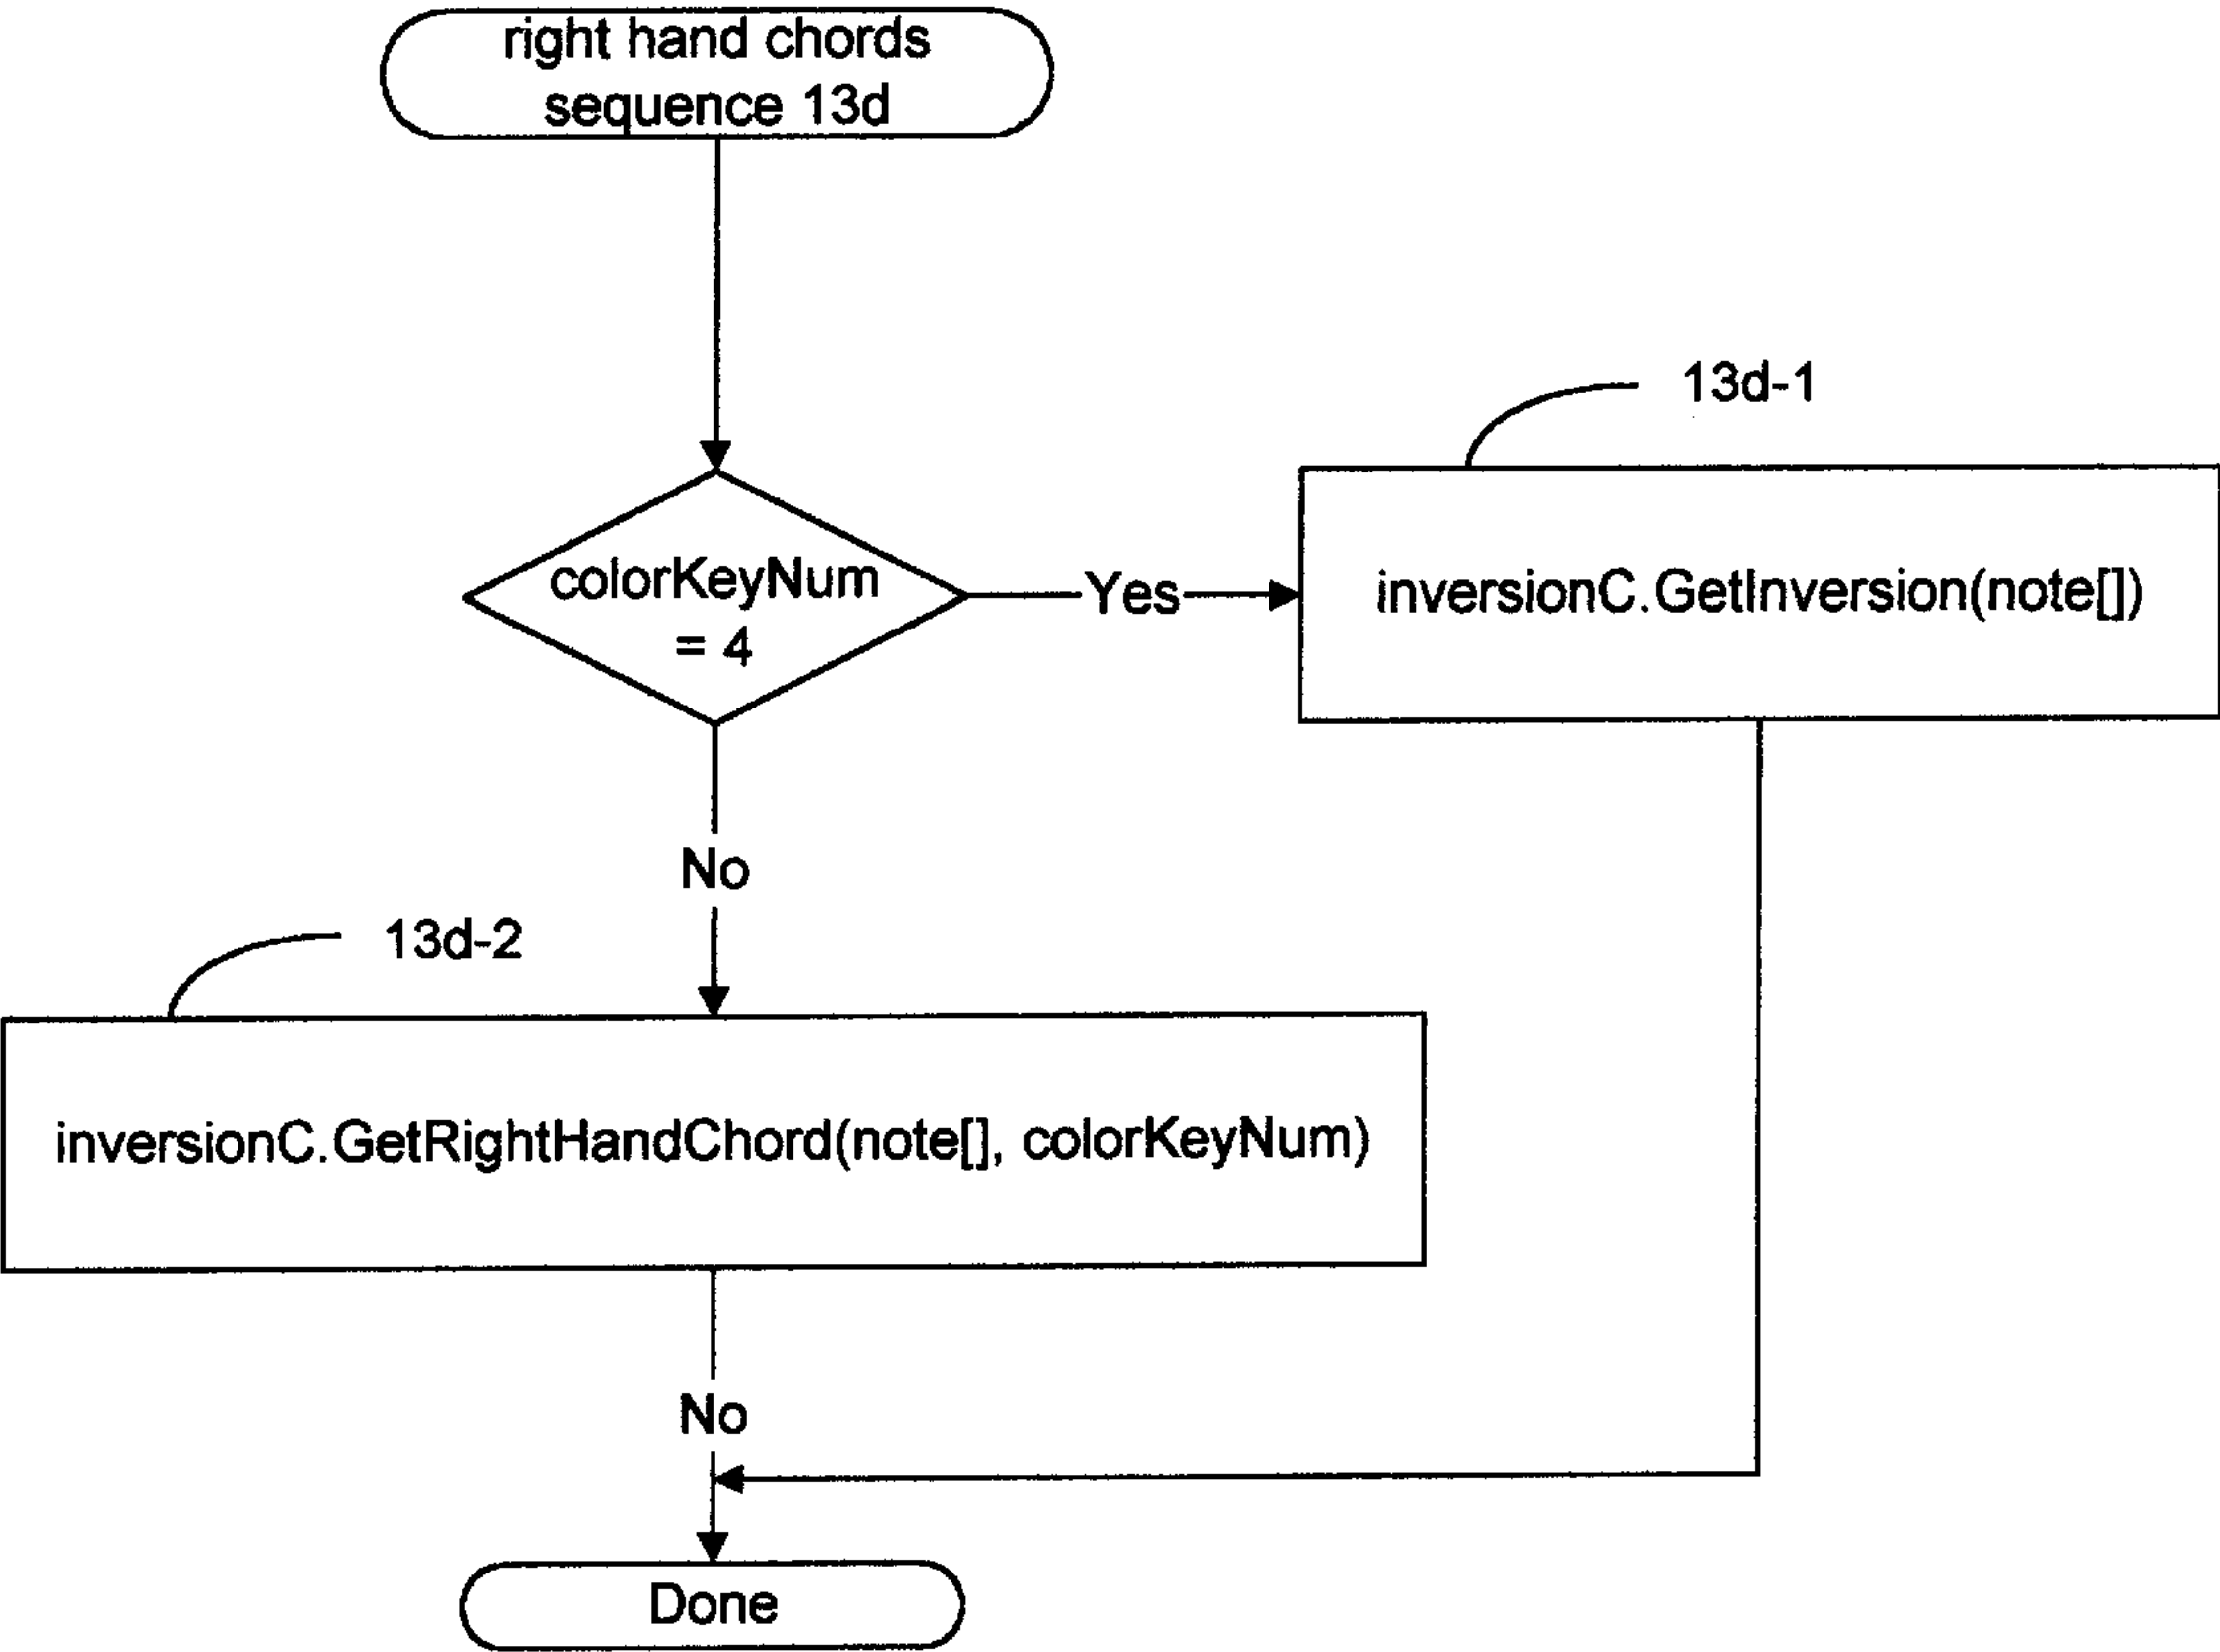 right hand chords
sequence 13d
13d-1
colorKeyNum
= 4
Yes
inversionC.GetInversion(note[])
No
13d-2
inversionC.GetRightHandChord(note[], colorKeyNum)
No
Done